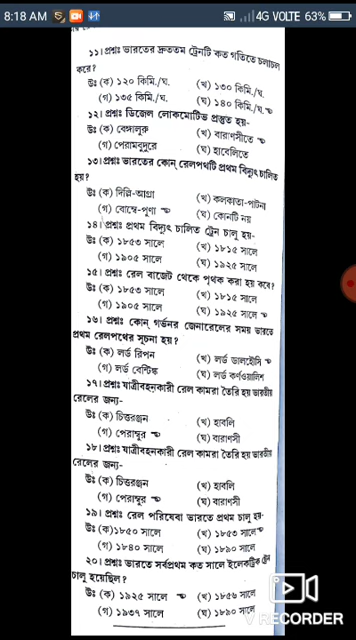 8:18 AM
4G VOLTE 63%
১১। প্রশ্নঃ ভারতের দ্রুততম ট্রেনটি কত গতিতে চলাচল
করে?
উঃ (ক) ১২০ কিমি./ঘ. (খ) ১৩০ কিমি./ঘ.
(গ) ১৩৫ কিমি./ঘ. (ঘ) ১৪০ কিমি./ঘ.
১২। প্রশ্নঃ ডিজেল লোকমোটিভ প্রস্তুত হয়-
উঃ (ক) বেঙ্গালুরু (খ) বারাণসীতে
(গ) পেরামবুদুরে (ঘ) হাবেলিতে
১৩। প্রশ্নঃ ভারতের কোন্ রেলপথটি প্রথম বিদ্যুৎ চালিত
হয়?
উঃ (ক) দিল্লি-আগ্রা (খ) কলকাতা-পাটনা
(গ) বোম্বে-পুণা (ঘ) কোনটি নয়
১৪। প্রশ্নঃ প্রথম বিদ্যুৎ চালিত ট্রেন চালু হয়-
উঃ (ক) ১৮৫৩ সালে (খ) ১৮১৫ সালে
(গ) ১৯০৫ সালে (ঘ) ১৯২৫ সালে
১৫। প্রশ্নঃ রেল বাজেট থেকে পৃথক করা হয় কবে?
উঃ (ক) ১৮৫৩ সালে (খ) ১৮১৫ সালে
(গ) ১৯০৫ সালে (ঘ) ১৯২৫ সালে
১৬। প্রশ্নঃ কোন্ গর্ভনর জেনারেলের সময় ভারতে
প্রথম রেলপথের সূচনা হয়?
উঃ (ক) লর্ড রিপন (খ) লর্ড ডালহৌসি
(গ) লর্ড বেন্টিঙ্ক (ঘ) লর্ড কর্ণওয়ালিশ
১৭। প্রশ্নঃ যাত্রীবহনকারী রেল কামরা তৈরি হয় ভারতীয়
রেলের জন্য-
উঃ (ক) চিত্তরঞ্জন (খ) হাবলি
(গ) পেরাম্বুর (ঘ) বারাণসী
১৮। প্রশ্নঃ যাত্রীবহনকারী রেল কামরা তৈরি হয় ভারতীয়
রেলের জন্য-
উঃ (ক) চিত্তরঞ্জন (খ) হাবলি
(গ) পেরাম্বুর (ঘ) বারাণসী
১৯। প্রশ্নঃ রেল পরিষেবা ভারতে প্রথম চালু হয়-
উঃ (ক) ১৮৫০ সালে (খ) ১৮৫৩ সালে
(গ) ১৮৪০ সালে (ঘ) ১৮৯০ সালে
২০। প্রশ্নঃ ভারতে সর্বপ্রথম কত সালে ইলেকট্রিক ট্রেন
চালু হয়েছিল?
উঃ (ক) ১৯২৫ সালে (খ) ১৮৫৬ সালে
(গ) ১৯৩৭ সালে (ঘ) ১৮৯০ সালে
V RECORDER